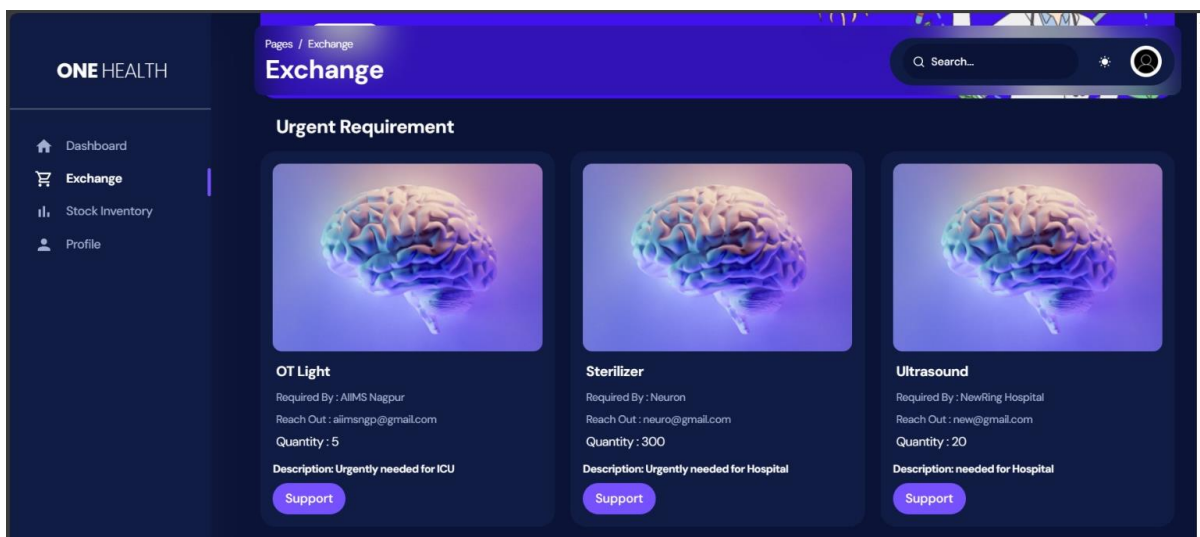 ONE HEALTH
Dashboard
Exchange
Stock Inventory
Profile
Pages / Exchange
Exchange
Search...
Urgent Requirement
OT Light
Required By : AIIMS Nagpur
Reach Out : aiimsngp@gmail.com
Quantity : 5
Description: Urgently needed for ICU
Support
Sterilizer
Required By : Neuron
Reach Out : neuro@gmail.com
Quantity : 300
Description: Urgently needed for Hospital
Support
Ultrasound
Required By : NewRing Hospital
Reach Out : new@gmail.com
Quantity : 20
Description: needed for Hospital
Support